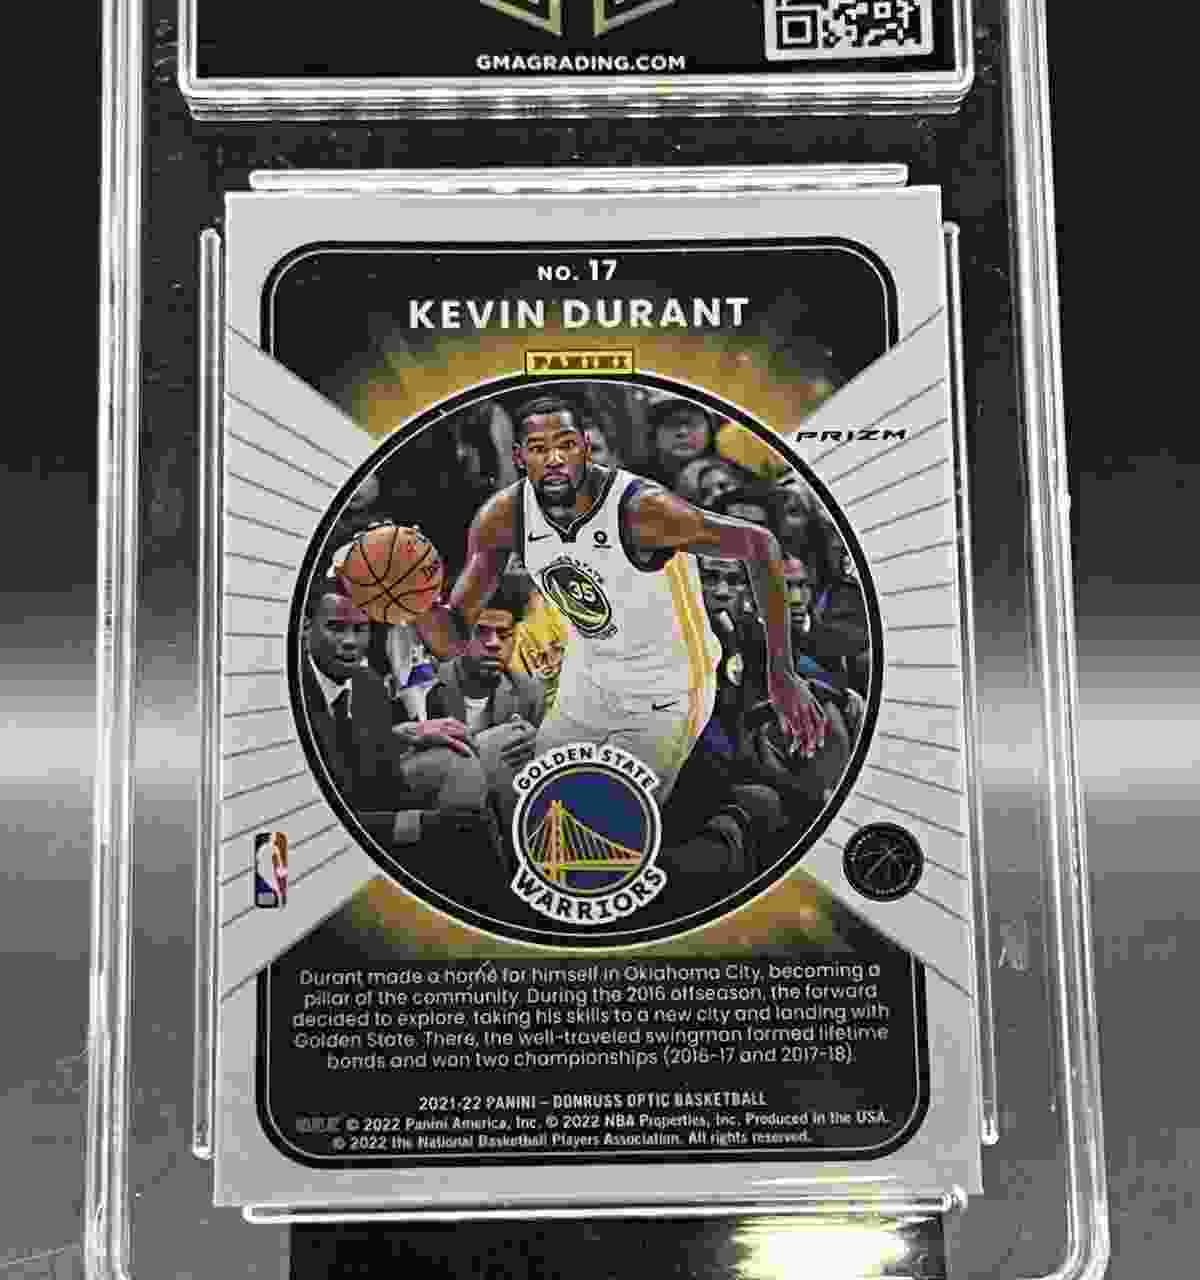 GMAGRADING.COM
NO. 17
KEVIN DURANT
PANINI
PRIZM
35
GOLDEN STATE
WARRIORS
Durant made a home for himself in Oklahoma City, becoming a
pillar of the community. During the 2016 offseason, the forward
decided to explore, taking his skills to a new city and landing with
Golden State. There, the well-traveled swingman formed lifetime
bonds and won two championships (2016-17 and 2017-18).
2021-22 PANINI – DONRUSS OPTIC BASKETBALL
© 2022 Panini America, Inc. © 2022 NBA Properties, Inc. Produced in the USA.
© 2022 the National Basketball Players Association. All rights reserved.